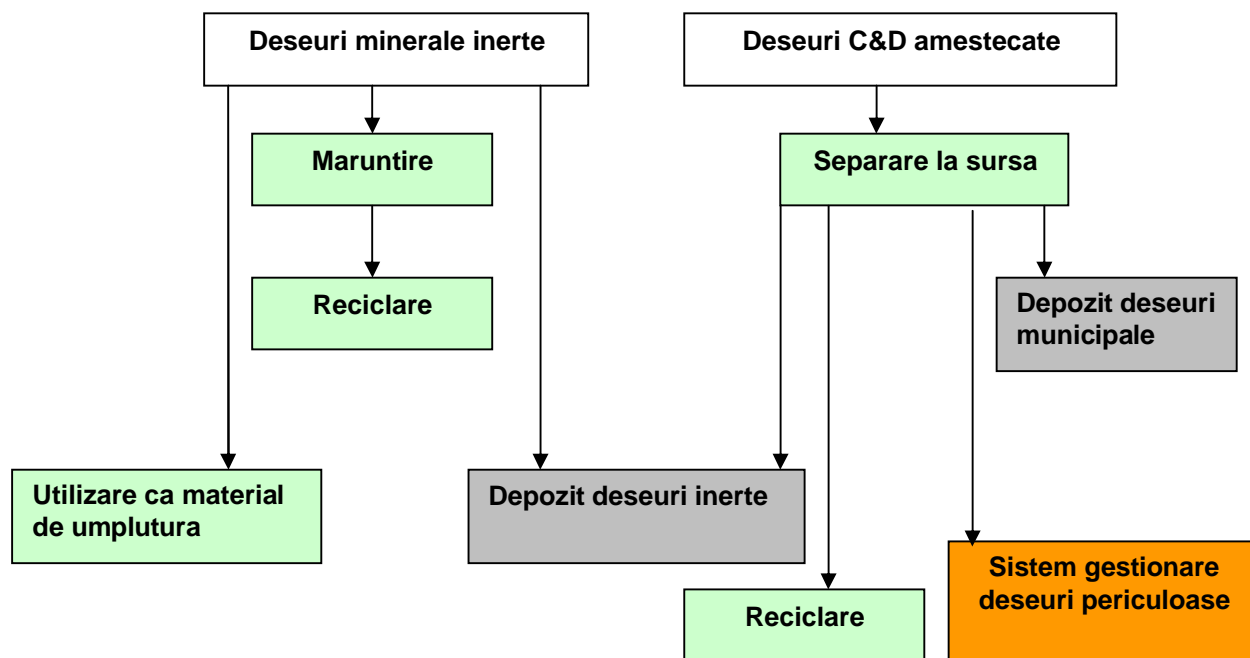 Deseuri minerale inerte
Deseuri C&D amestecate
Maruntire
Separare la sursa
Reciclare
Depozit deseuri
municipale
Utilizare ca material
de umplutura
Depozit deseuri inerte
Sistem gestionare
deseuri periculoase
Reciclare